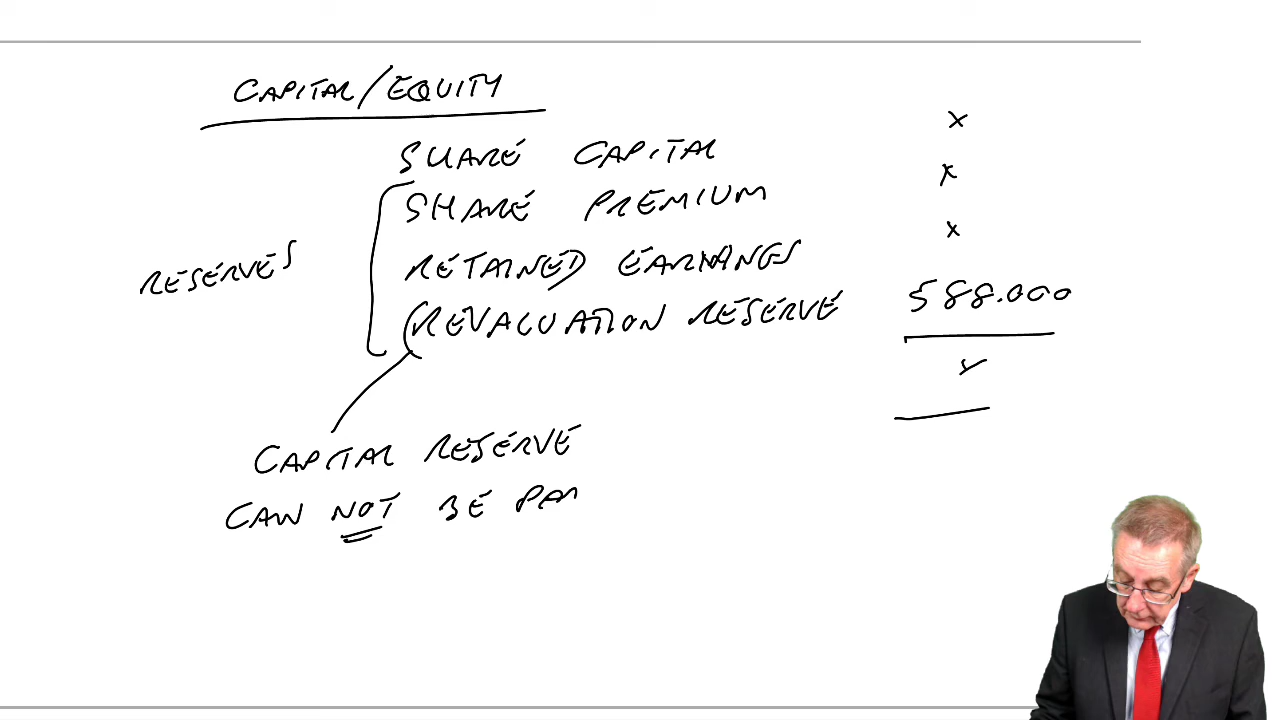 CAPITAL/EQUITY
x
SHARE CAPITAL
x
SHARE PREMIUM
x
RESERVES
RETAINED EARNINGS
REVALUATION RESERVE 588.000
x
CAPITAL RESERVE
CAN NOT BE PAI